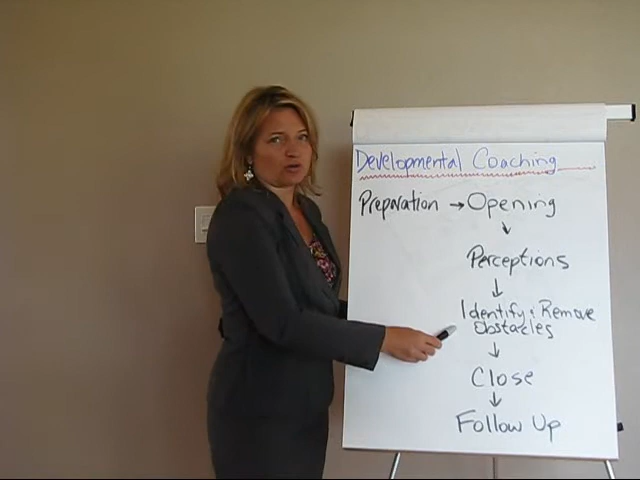 Developmental Coaching
Preparation → Opening
↓
Perceptions
↓
Identify + Remove
Obstacles
↓
Close
↓
Follow Up